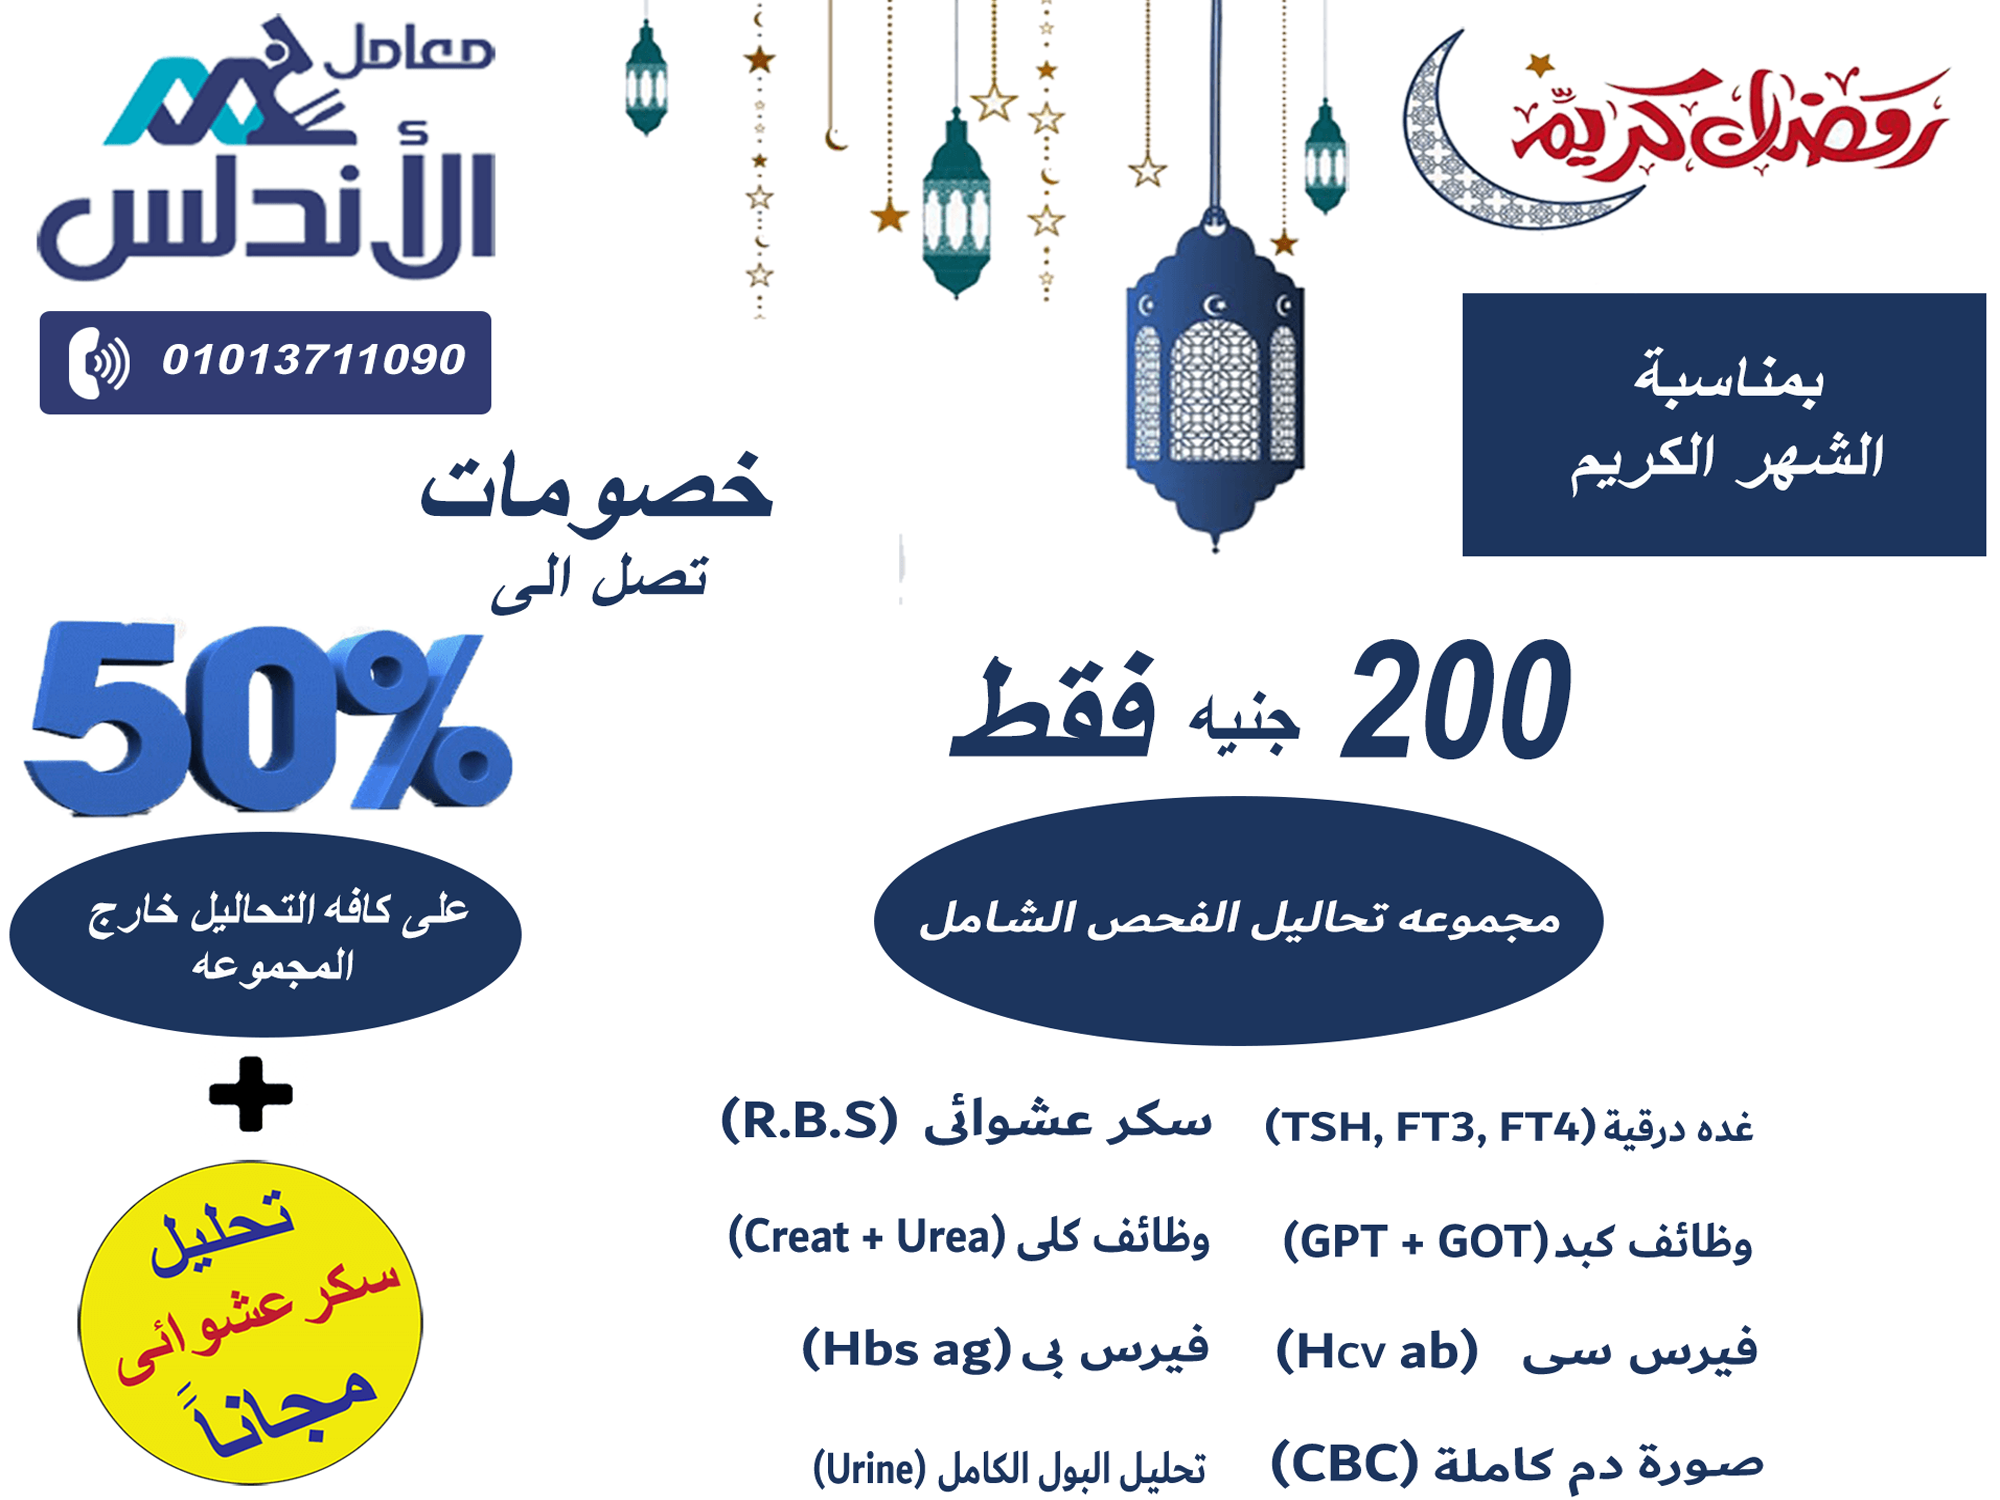 رمضان كريم
معامل
الأندلس
01013711090
بمناسبة
الشهر الكريم
خصومات
تصل الى
50%
على كافه التحاليل خارج
المجموعه
+
تحليل
سكر عشوائى
مجاناً
200 جنيه فقط
مجموعه تحاليل الفحص الشامل
غده درقية (TSH, FT3, FT4)
سكر عشوائى (R.B.S)
وظائف كبد (GPT + GOT)
وظائف كلى (Creat + Urea)
فيرس سى (Hcv ab)
فيرس بى (Hbs ag)
صورة دم كاملة (CBC)
تحليل البول الكامل (Urine)